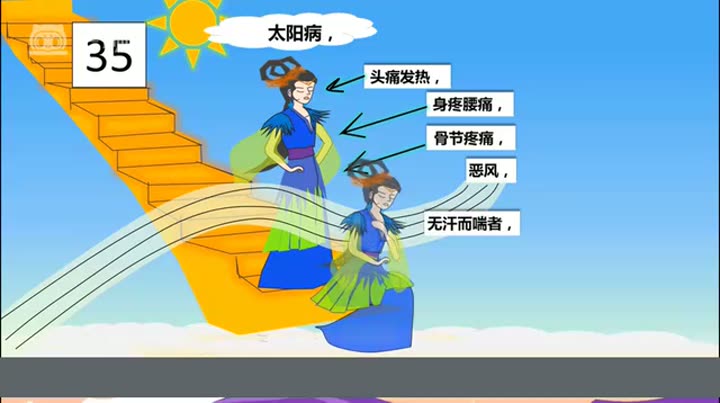 35
太阳病，
头痛发热，
身疼腰痛，
骨节疼痛，
恶风，
无汗而喘者，